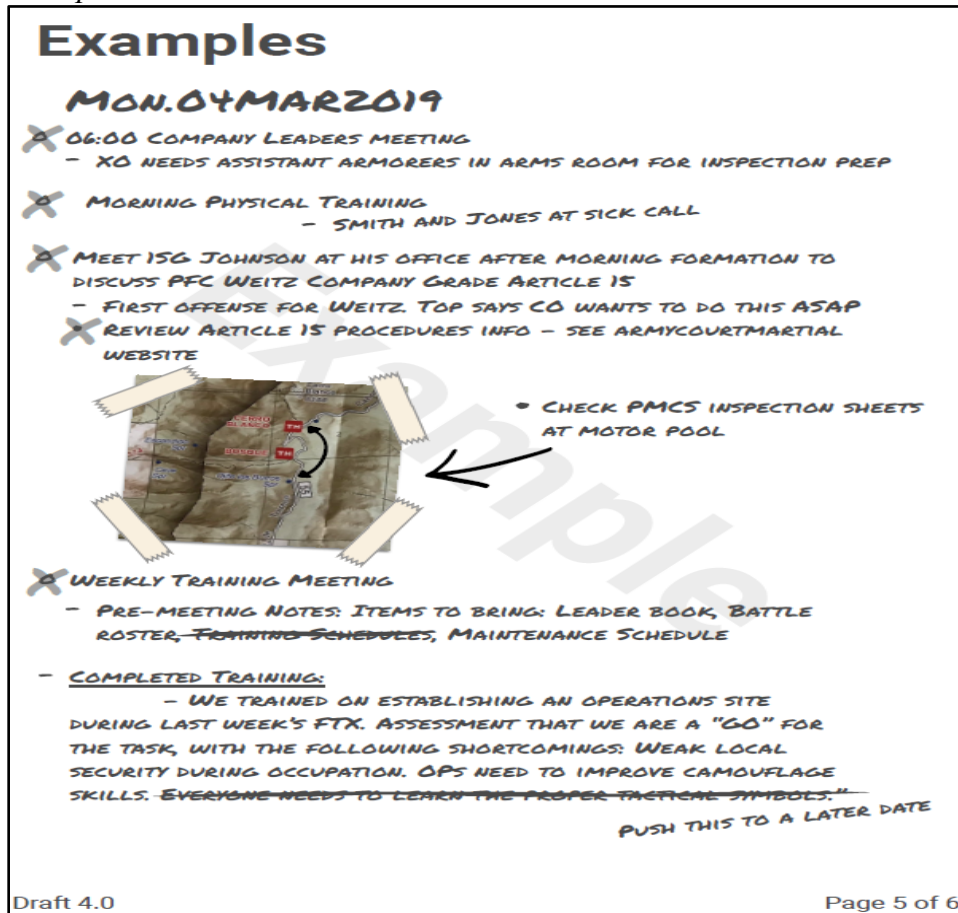 Examples
Mon. 04MAR2019
o 06:00 Company Leaders meeting
- XO needs assistant armorers in arms room for inspection prep
o Morning Physical Training
- Smith and Jones at sick call
o Meet 1SG Johnson at his office after morning formation to
discuss PFC Weitz Company Grade Article 15
- First offense for Weitz. Top says CO wants to do this ASAP
• Review Article 15 procedures info - see armycourtmartial
website
• Check PMCS inspection sheets
at motor pool
TM
TM
o Weekly Training Meeting
- Pre-meeting Notes: Items to bring: Leader book, Battle
roster, Training Schedules, Maintenance Schedule
- Completed Training:
- We trained on establishing an operations site
during last week's FTX. Assessment that we are a "GO" for
the task, with the following shortcomings: Weak local
security during occupation. OPs need to improve camouflage
skills. Everyone needs to learn the proper tactical symbols."
Push this to a later date
Example
Draft 4.0
Page 5 of 6